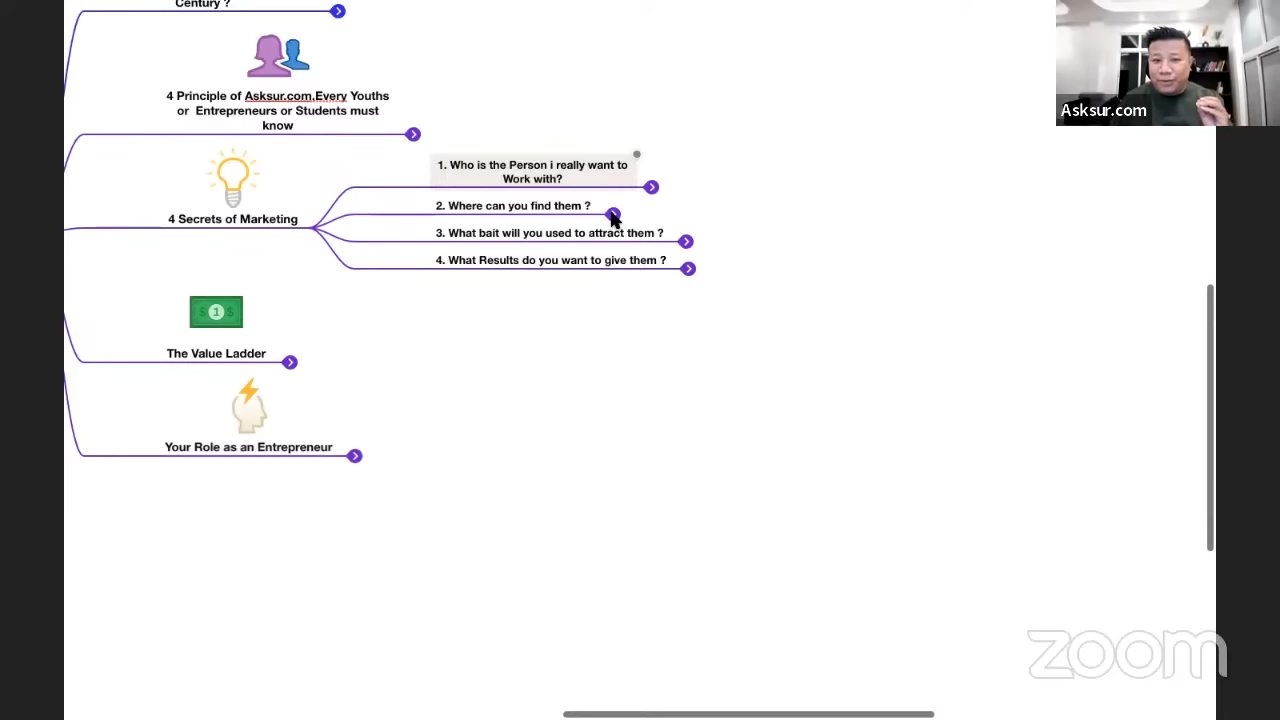 Century ?
Asksur.com
4 Principle of Asksur.com.Every Youths
or Entrepreneurs or Students must
know
1. Who is the Person i really want to
Work with?
2. Where can you find them ?
4 Secrets of Marketing
3. What bait will you used to attract them ?
4. What Results do you want to give them ?
$ 1 $
The Value Ladder
Your Role as an Entrepreneur
zoom